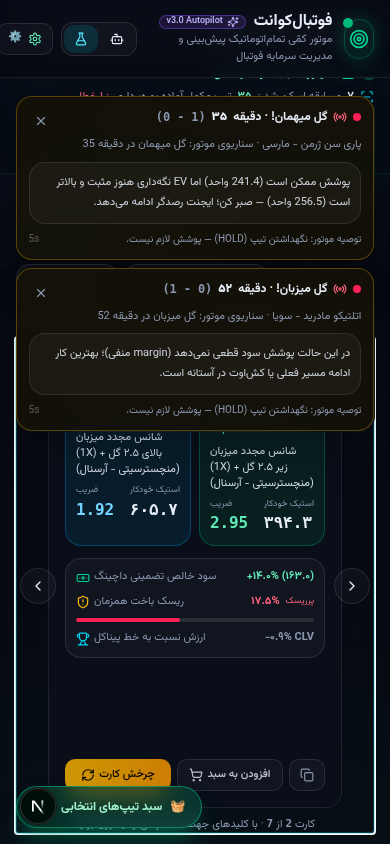 فوتبال‌کوانت
v3.0 Autopilot
موتور کمّی تمام‌اتوماتیک پیش‌بینی و
مدیریت سرمایه فوتبال
گل میهمان! · دقیقه ۳۵ (0 - 1)
پاری سن ژرمن - مارسی · سناریوی موتور: گل میهمان در دقیقه 35
پوشش ممکن است (241.4 واحد) اما EV نگه‌داری هنوز مثبت و بالاتر
است (256.5 واحد) — صبر کن؛ ایجنت رصدگر ادامه می‌دهد.
توصیه موتور: نگهداشتن تیپ (HOLD) — پوشش لازم نیست.
5s
گل میزبان! · دقیقه ۵۲ (1 - 0)
اتلتیکو مادرید - سویا · سناریوی موتور: گل میزبان در دقیقه 52
در این حالت پوشش سود قطعی نمی‌دهد (margin منفی)؛ بهترین کار
ادامه مسیر فعلی یا کش‌اوت در آستانه است.
توصیه موتور: نگهداشتن تیپ (HOLD) — پوشش لازم نیست.
5s
شانس مجدد میزبان
(1X) + زیر ۲.۵ گل
(منچسترسیتی - آرسنال)
استیک خودکار
ضریب
۳۹۴.۳
2.95
شانس مجدد میزبان
(1X) + بالای ۲.۵ گل
(منچسترسیتی - آرسنال)
استیک خودکار
ضریب
۶۰۵.۷
1.92
سود خالص تضمینی داچینگ
+۱۴.۰% (۱۶۳.۰)
ریسک باخت همزمان
۱۷.۵% پرریسک
ارزش نسبت به خط پیناکل
-۰.۹% CLV
افزودن به سبد
چرخش کارت
سبد تیپ‌های انتخابی
کارت 2 از 7 · با کلیدهای